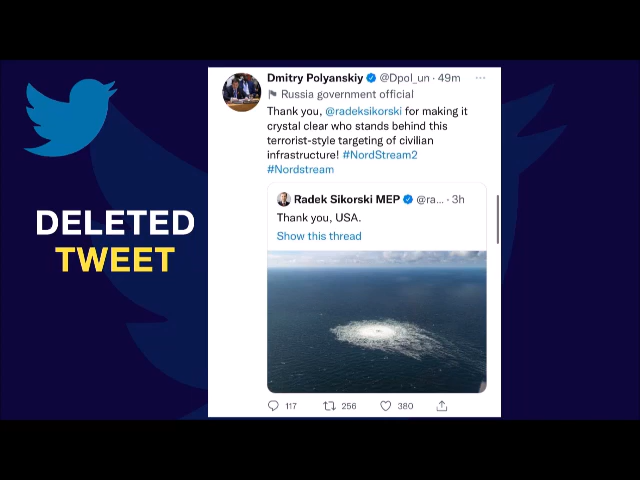 DELETED
TWEET
Dmitry Polyanskiy @Dpol_un · 49m ...
Russia government official
Thank you, @radeksikorski for making it
crystal clear who stands behind this
terrorist-style targeting of civilian
infrastructure! #NordStream2
#Nordstream
Radek Sikorski MEP @ra... · 3h
Thank you, USA.
Show this thread
117 256 380